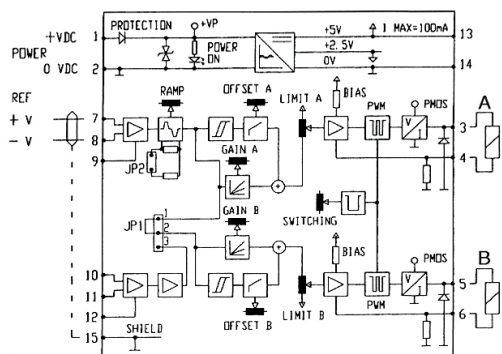 PROTECTION
+VP
+VDC 1
POWER
0 VDC 2
POWER ON
+5V
+2.5V
0V
I MAX=100mA
13
14
REF
+ V 7
- V 8
9
RAMP
OFFSET A
LIMIT A
BIAS
PWM
PMOS
V
I
3
4
A
JP2
GAIN A
JP1
1
2
3
GAIN B
SWITCHING
BIAS
PMOS
V
I
PWM
5
6
B
10
11
12
15
SHIELD
OFFSET B
LIMIT B